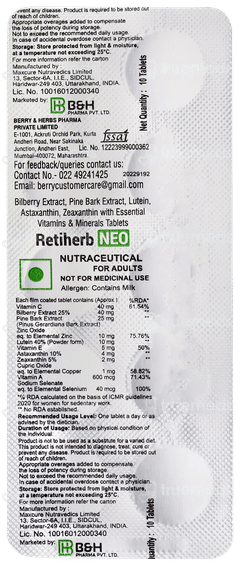 prevent any disease. Product is required to be stored out
of reach of children.
Appropriate overages added to compensate
the loss of potency during storage.
Not to exceed the recommended daily usage.
In case of accidental overdose contact a physician.
Storage: Store protected from light & moisture,
at a temperature not exceeding 25°C.
For more information refer the carton
Manufactured by :
Maxcure Nutravedics Limited
13, Sector-6A, I.I.E, SIDCUL,
Haridwar-249 403, Uttarakhand, INDIA.
Lic. No. 10016012000340
Net Quantity : 10 Tablets
Marketed by: B&H
PHARMA PVT. LTD.
BERRY & HERBS PHARMA
PRIVATE LIMITED
E-1001, Ackruti Orchid Park, Kurla
Andheri Road, Near Sakinaka
Junction, Andheri East,
Mumbai-400072, Maharashtra.
fssai
Lic. No. 12223999000362
For feedback/queries contact us:
Contact No.- 022 49241425
20229192
Email: berrycustomercare@gmail.com
Bilberry Extract, Pine Bark Extract, Lutein,
Astaxanthin, Zeaxanthin with Essential
Vitamins & Minerals Tablets
Retiherb NEO
NUTRACEUTICAL
FOR ADULTS
NOT FOR MEDICINAL USE
Allergen: Contains Milk
Each film coated tablet contains (Approx.): %RDA*
Vitamin C 40 mg 61.54%
Bilberry Extract 25% 40 mg **
Pine Bark Extract 25 mg **
(Pinus Gerardiana Bark Extract)
Zinc Oxide
eq. to Elemental Zinc 10 mg 75.76%
Lutein 40% (Powder form) 10 mg **
Vitamin E 5 mg 50%
Astaxanthin 10% 4 mg **
Zeaxanthin 5% 2 mg **
Cupric Oxide
eq. to Elemental Copper 1 mg 58.82%
Vitamin A 600 mcg 71.43%
Sodium Selenate
eq. to Elemental Selenium 40 mcg 100%
*% RDA calculated on the basis of ICMR guidelines
2020 for women for sedentary work.
** No RDA established.
Recommended Usage Level: One tablet a day or as
advised by the dietician.
Duration of Usage: Based on physical condition of
the individual
Product is not to be used as a substitute for a varied diet.
This product is not intended to diagnose, treat, cure or
prevent any disease. Product is required to be stored out
of reach of children.
Appropriate overages added to compensate
the loss of potency during storage.
Not to exceed the recommended daily usage.
In case of accidental overdose contact a physician.
Storage: Store protected from light & moisture,
at a temperature not exceeding 25°C.
For more information refer the carton
Manufactured by :
Maxcure Nutravedics Limited
13, Sector-6A, I.I.E., SIDCUL,
Haridwar-249 403, Uttarakhand, INDIA.
Lic. No. 10016012000340
: 10 Tablets
Marketed by: B&H
PHARMA PVT. LTD.